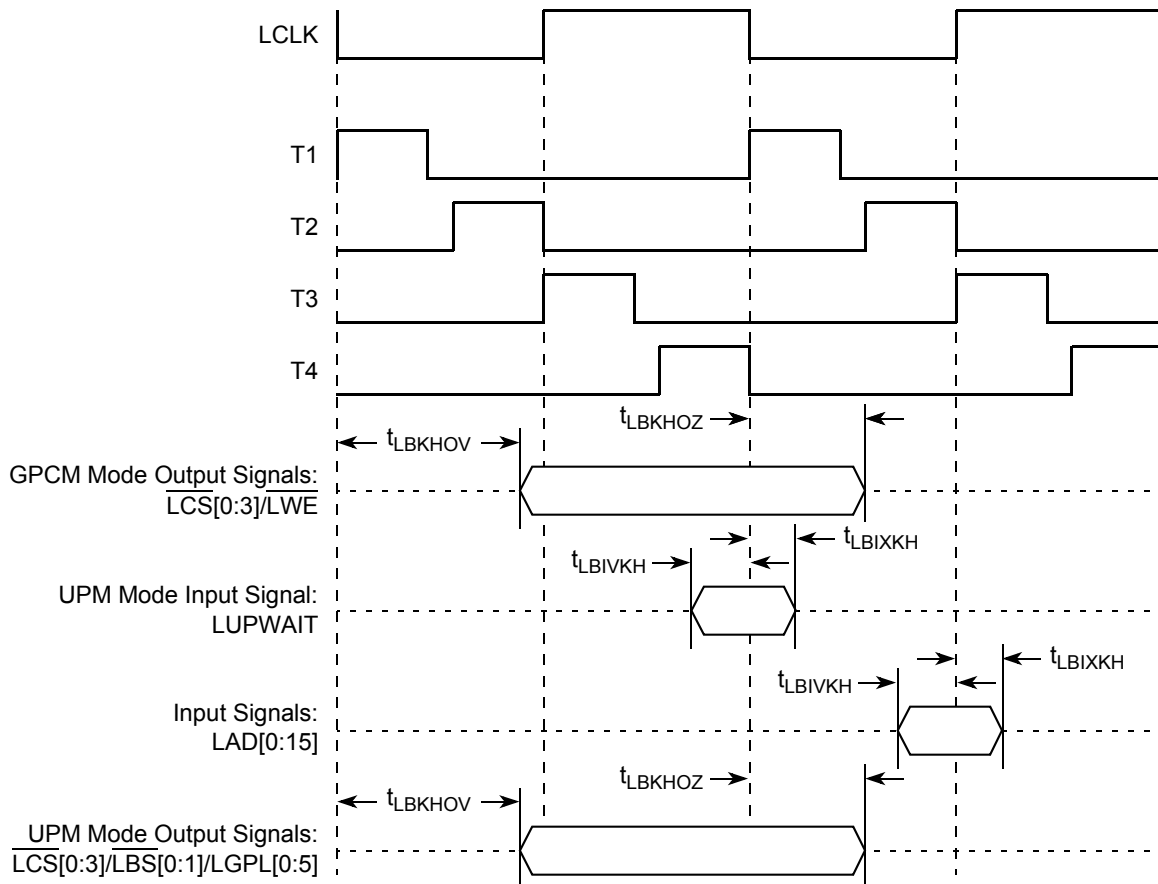 LCLK
T1
T2
T3
T4
tLBKHOV
tLBKHOZ
GPCM Mode Output Signals:
LCS[0:3]/LWE
tLBIXKH
tLBIVKH
UPM Mode Input Signal:
LUPWAIT
tLBIXKH
tLBIVKH
Input Signals:
LAD[0:15]
tLBKHOZ
tLBKHOV
UPM Mode Output Signals:
LCS[0:3]/LBS[0:1]/LGPL[0:5]